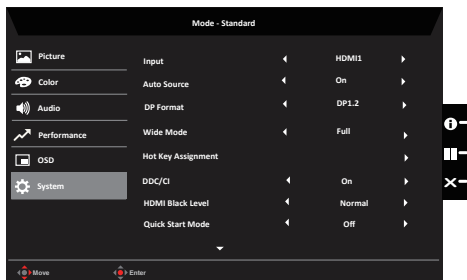 Mode - Standard
Picture
Color
Audio
Performance
OSD
System
Input HDMI1
Auto Source On
DP Format DP1.2
Wide Mode Full
Hot Key Assignment
DDC/CI On
HDMI Black Level Normal
Quick Start Mode Off
Move Enter